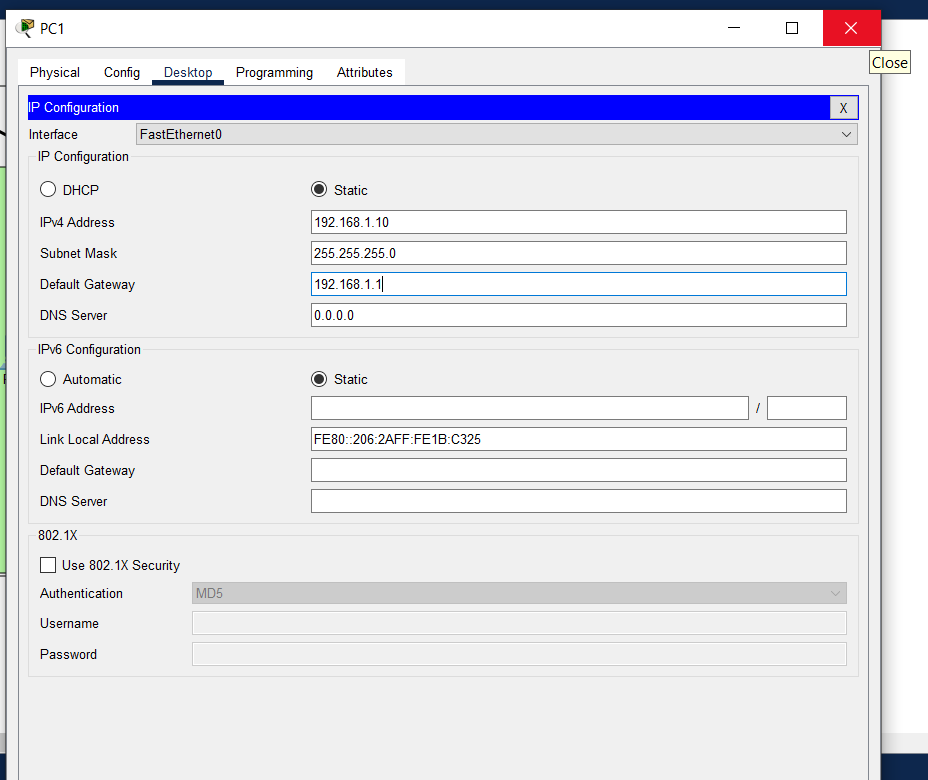 PC1
Close
Physical Config Desktop Programming Attributes
IP Configuration X
Interface FastEthernet0
IP Configuration
DHCP Static
IPv4 Address 192.168.1.10
Subnet Mask 255.255.255.0
Default Gateway 192.168.1.1
DNS Server 0.0.0.0
IPv6 Configuration
Automatic Static
IPv6 Address /
Link Local Address FE80::206:2AFF:FE1B:C325
Default Gateway
DNS Server
802.1X
Use 802.1X Security
Authentication MD5
Username
Password